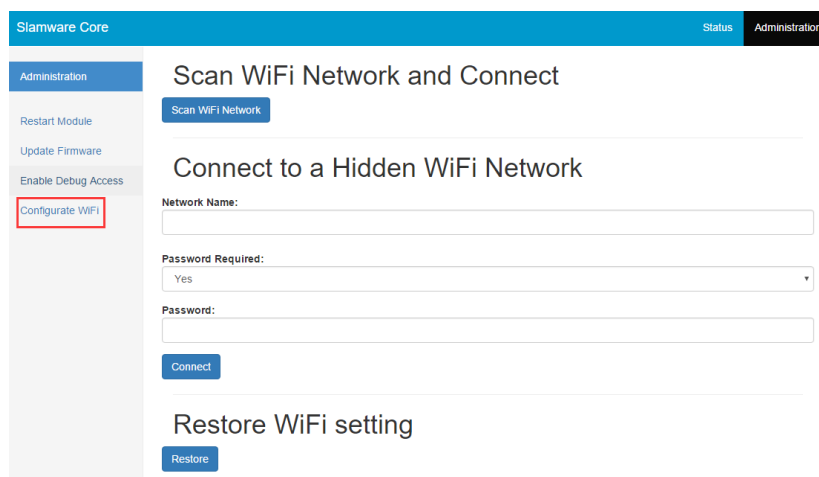 Slamware Core
Status
Administration
Administration
Restart Module
Update Firmware
Enable Debug Access
Configurate WiFi
Scan WiFi Network and Connect
Scan WiFi Network
Connect to a Hidden WiFi Network
Network Name:
Password Required:
Yes
Password:
Connect
Restore WiFi setting
Restore